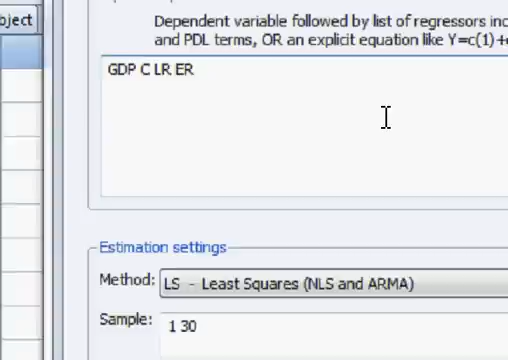 bject
Dependent variable followed by list of regressors inc
and PDL terms, OR an explicit equation like Y=c(1)+
GDP C LR ER
Estimation settings
Method: LS - Least Squares (NLS and ARMA)
Sample: 1 30